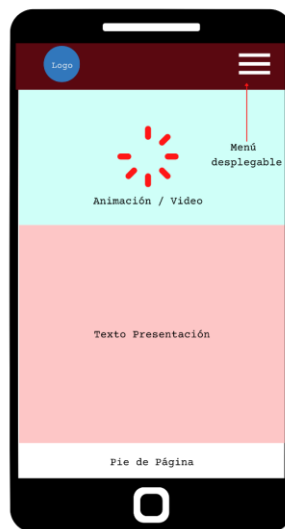 Logo
Menú
desplegable
Animación / Video
Texto Presentación
Pie de Página